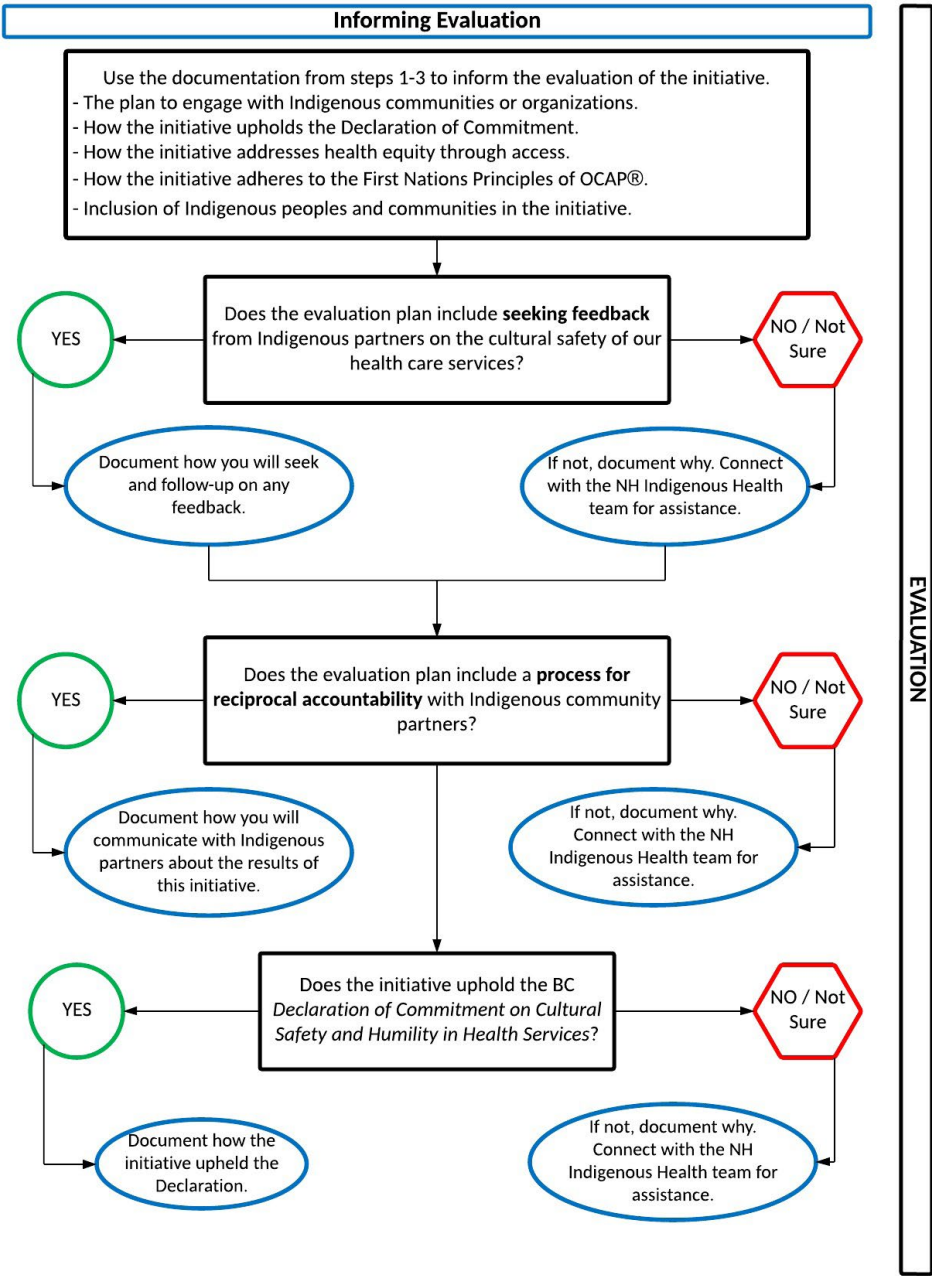 Informing Evaluation
Use the documentation from steps 1-3 to inform the evaluation of the initiative.
- The plan to engage with Indigenous communities or organizations.
- How the initiative upholds the Declaration of Commitment.
- How the initiative addresses health equity through access.
- How the initiative adheres to the First Nations Principles of OCAP®.
- Inclusion of Indigenous peoples and communities in the initiative.
Does the evaluation plan include seeking feedback
from Indigenous partners on the cultural safety of our
health care services?
YES
NO / Not
Sure
Document how you will seek
and follow-up on any
feedback.
If not, document why. Connect
with the NH Indigenous Health
team for assistance.
Does the evaluation plan include a process for
reciprocal accountability with Indigenous community
partners?
YES
NO / Not
Sure
Document how you will
communicate with Indigenous
partners about the results of
this initiative.
If not, document why.
Connect with the NH
Indigenous Health team for
assistance.
Does the initiative uphold the BC
Declaration of Commitment on Cultural
Safety and Humility in Health Services?
YES
NO / Not
Sure
Document how the
initiative upheld the
Declaration.
If not, document why.
Connect with the NH
Indigenous Health team for
assistance.
EVALUATION